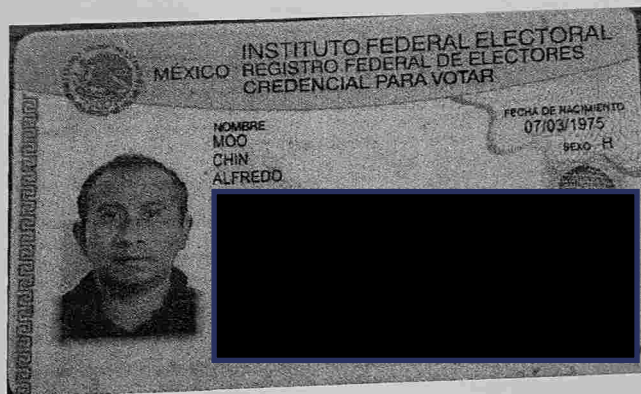 INSTITUTO FEDERAL ELECTORAL
MÉXICO REGISTRO FEDERAL DE ELECTORES
CREDENCIAL PARA VOTAR
NOMBRE
MOO
CHIN
ALFREDO
FECHA DE NACIMIENTO
07/03/1975
SEXO H